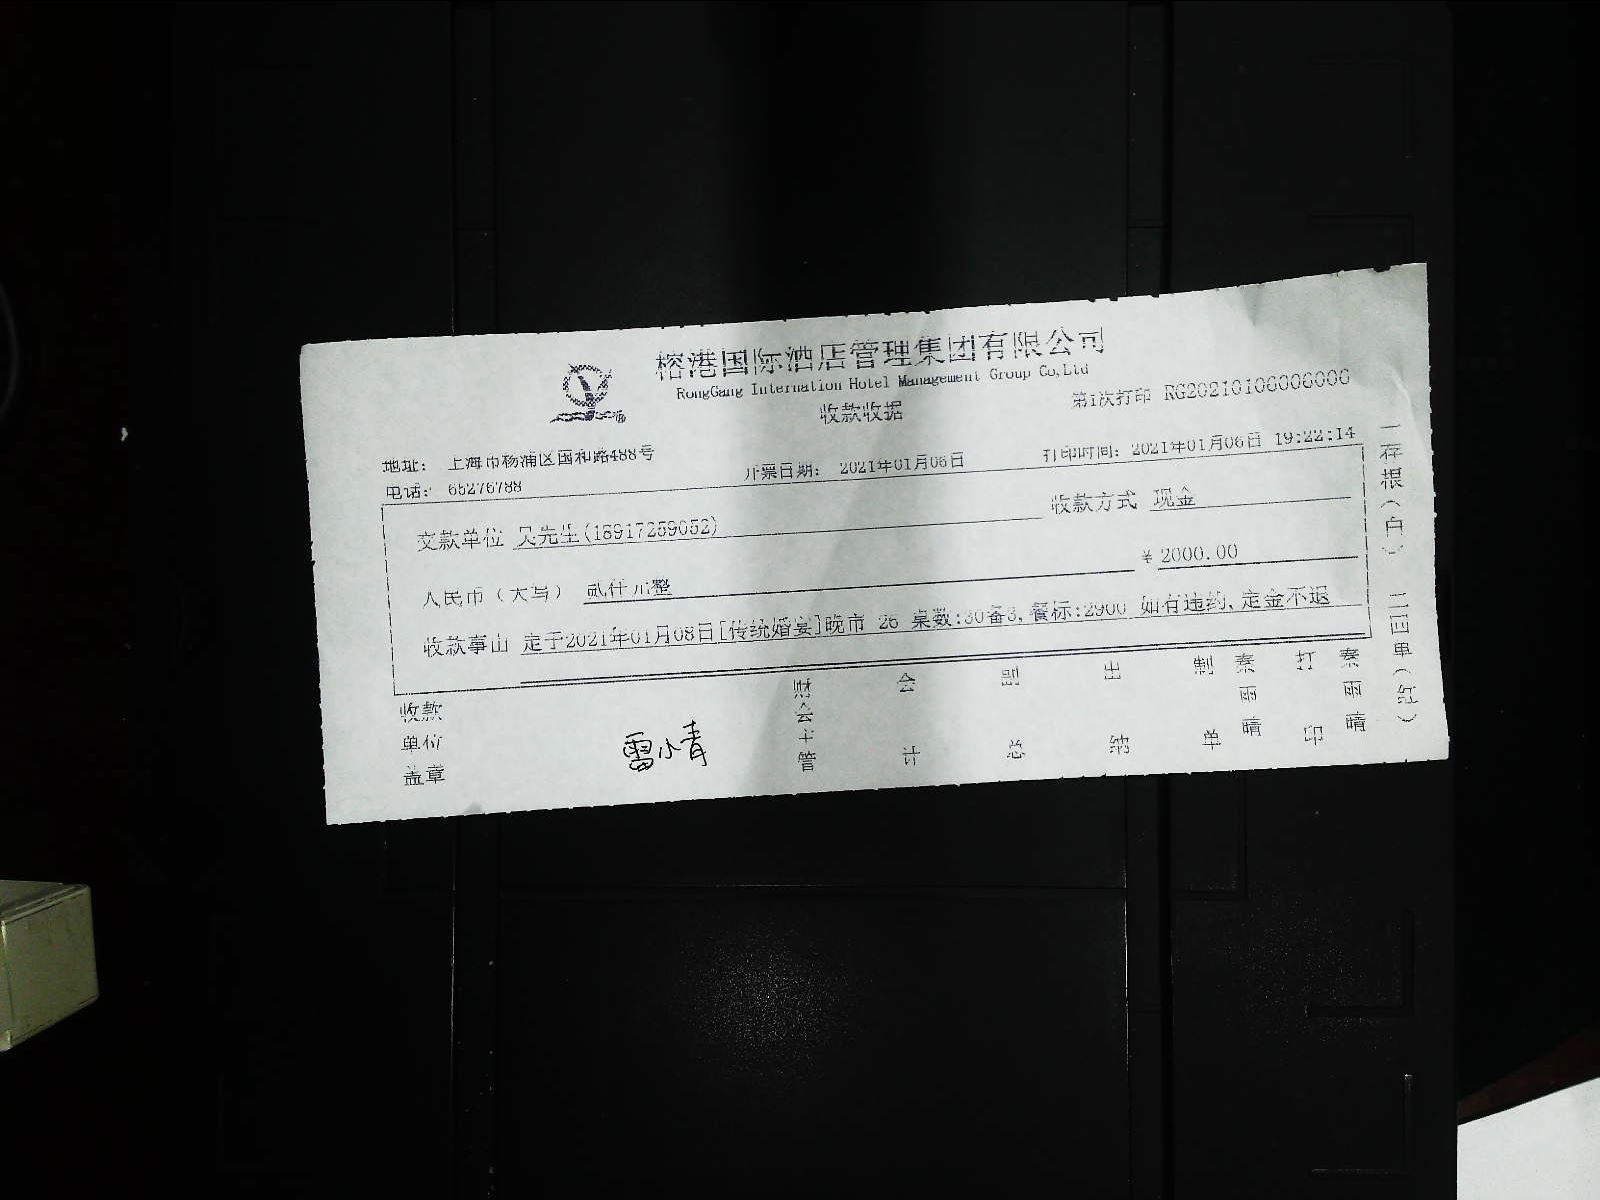 榕港国际酒店管理集团有限公司
RongGang Internation Hotel Management Group Co,Ltd
收款收据
第1次打印 RG20210106006000
地址： 上海市杨浦区国和路488号
电话： 65276788
开票日期： 2021年01月06日
打印时间： 2021年01月06日 19:22:14
交款单位 吴先生(18917259052)
收款方式 现金
人民币（大写） 贰仟元整
¥ 2000.00
收款事由 定于2021年01月08日[传统婚宴]晚市 26 桌数:30备3,餐标:2900 如有违约,定金不退
收款单位盖章
雷小青
财会主管
会计
副总
出纳
制单
秦雨晴
打印
秦雨晴
一存根（白）
二回单（红）